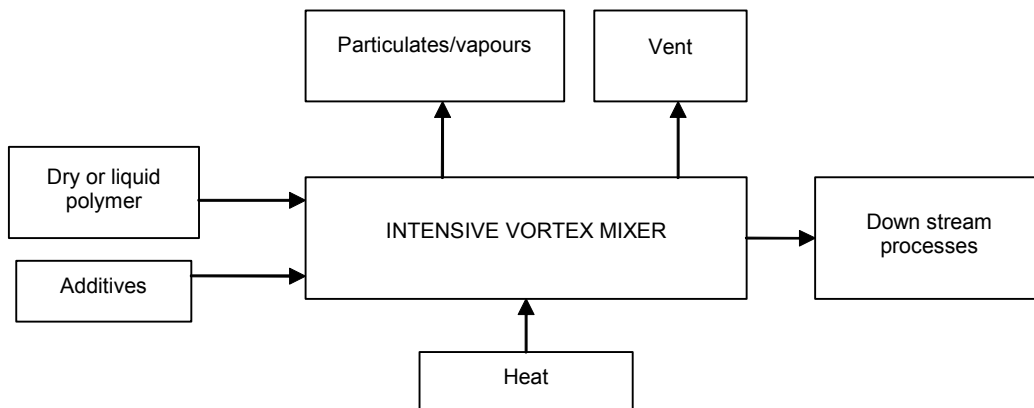 Particulates/vapours
Vent
Dry or liquid
polymer
INTENSIVE VORTEX MIXER
Down stream
processes
Additives
Heat